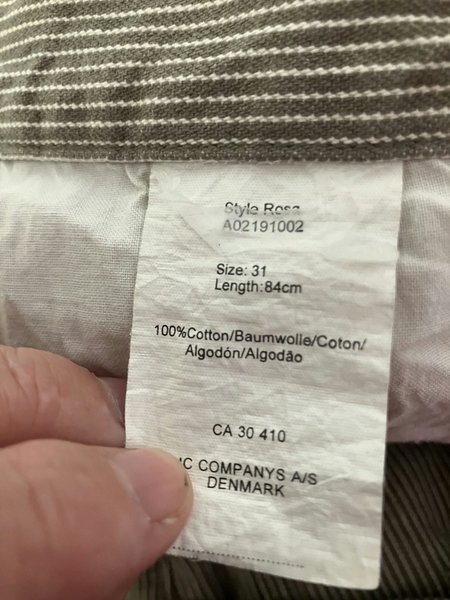 Style Rosa
A02191002
Size: 31
Length:84cm
100%Cotton/Baumwolle/Coton/
Algodón/Algodão
CA 30 410
COMPANYS A/S
DENMARK